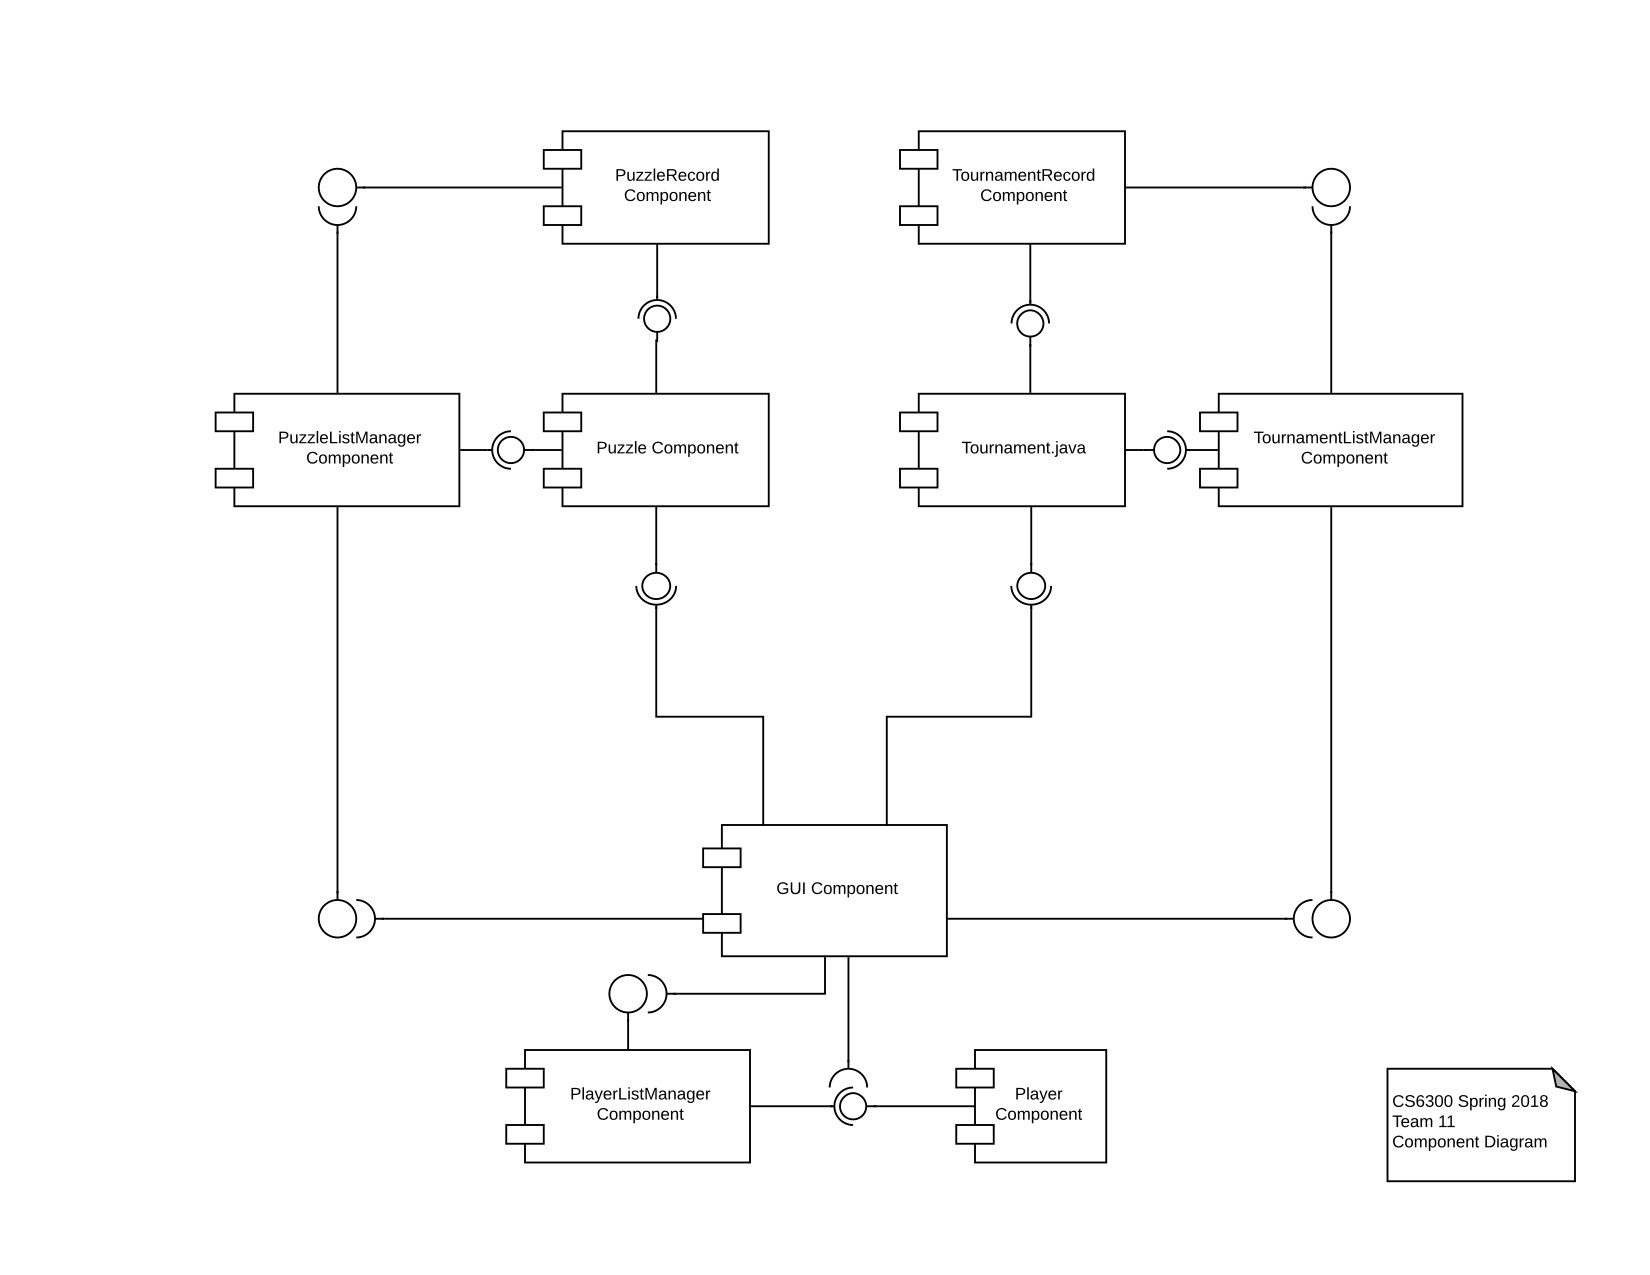 PuzzleRecord
Component
TournamentRecord
Component
PuzzleListManager
Component
Puzzle Component
Tournament.java
TournamentListManager
Component
GUI Component
PlayerListManager
Component
Player
Component
CS6300 Spring 2018
Team 11
Component Diagram